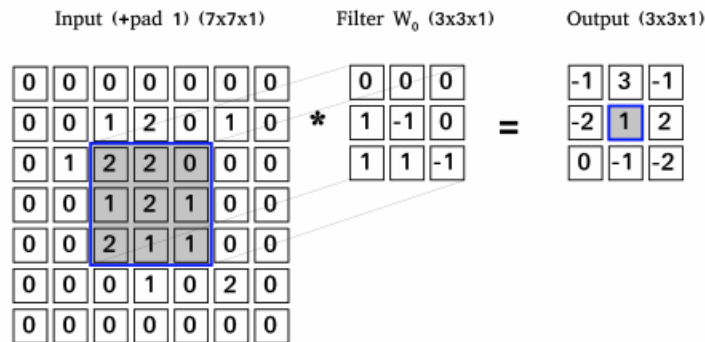 Input (+pad 1) (7x7x1) Filter W₀ (3x3x1) Output (3x3x1)
0 0 0 0 0 0 0 0 0 0 -1 3 -1
0 0 1 2 0 1 0 * 1 -1 0 = -2 1 2
0 1 2 2 0 0 0 1 1 -1 0 -1 -2
0 0 1 2 1 0 0
0 0 2 1 1 0 0
0 0 0 1 0 2 0
0 0 0 0 0 0 0